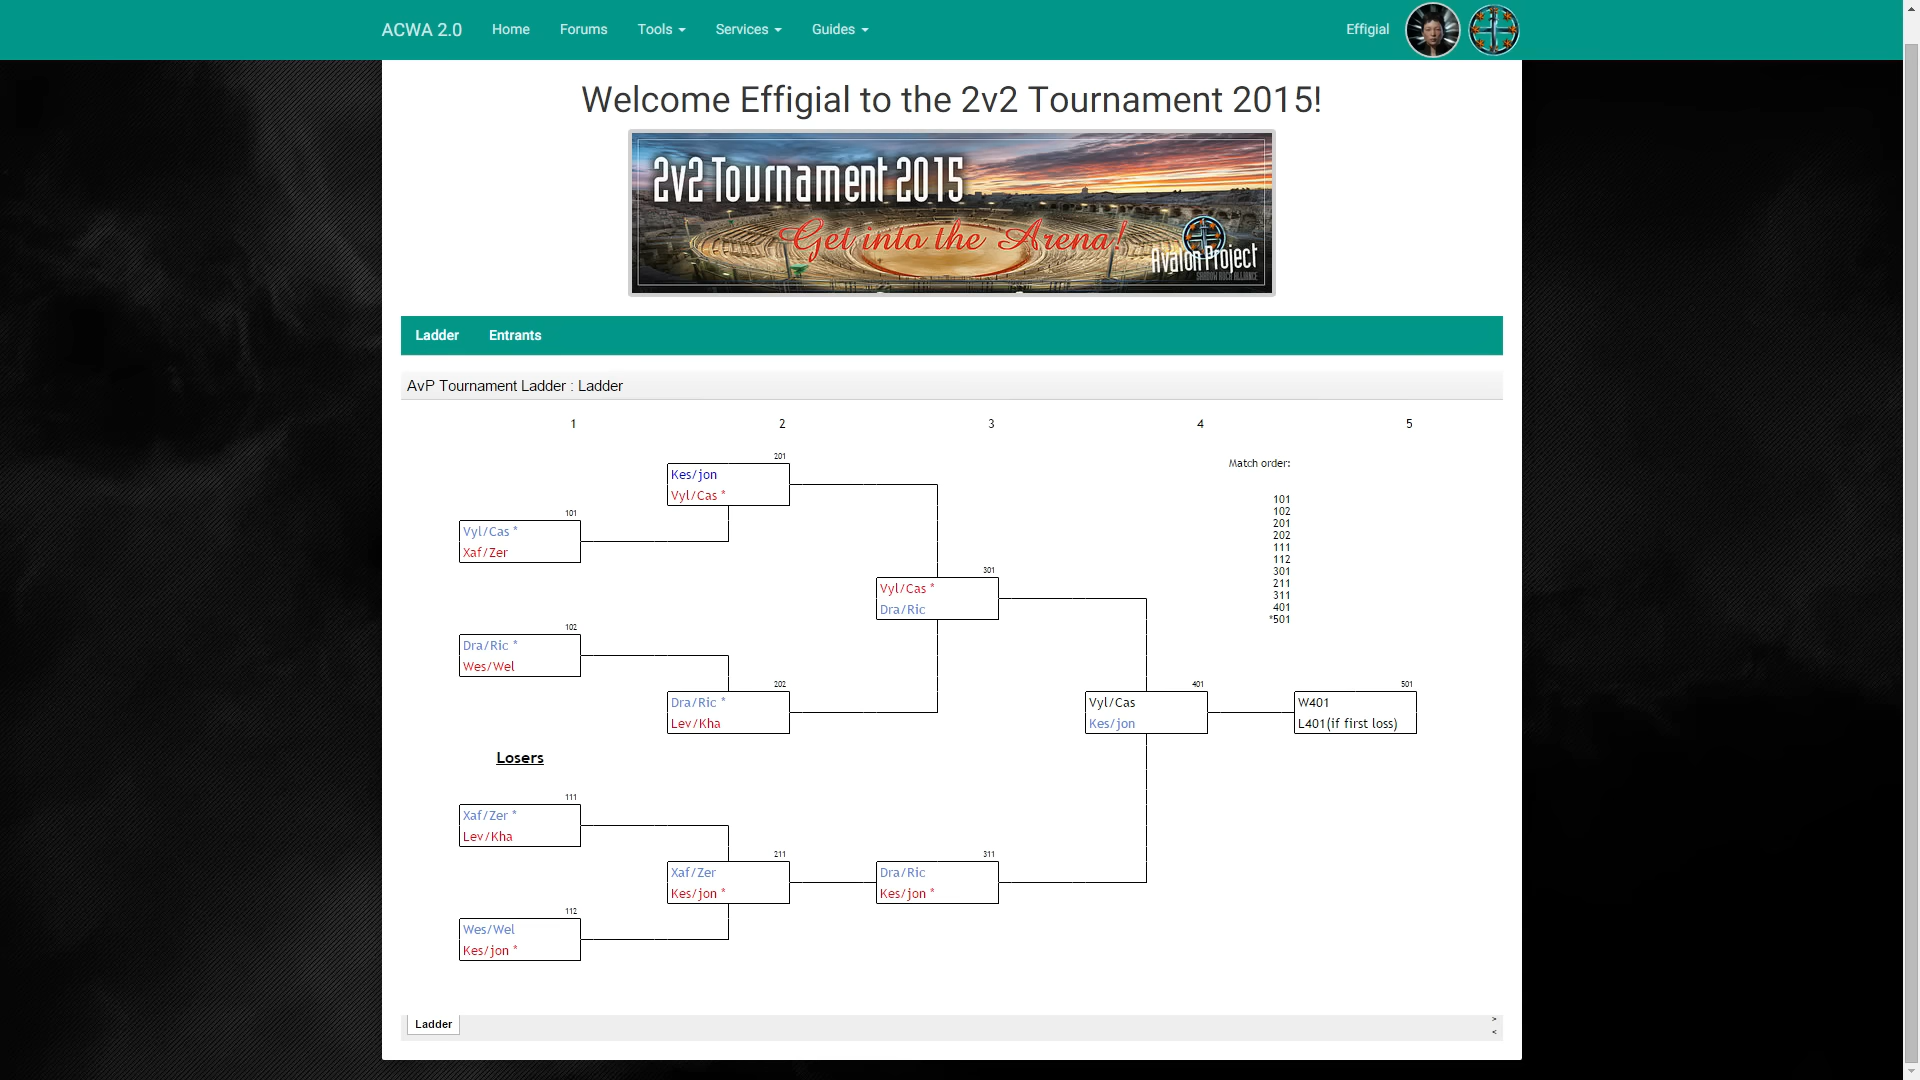 ACWA 2.0 Home Forums Tools Services Guides Effigial
Welcome Effigial to the 2v2 Tournament 2015!
2v2 Tournament 2015
Get into the Arena!
Avalon Project
SHADOW ROCK ALLIANCE
Ladder Entrants
AvP Tournament Ladder : Ladder
1 2 3 4 5
201
Kes/jon
Vyl/Cas *
101
Vyl/Cas *
Xaf/Zer
301
Vyl/Cas *
Dra/Ric
102
Dra/Ric *
Wes/Wel
202
Dra/Ric *
Lev/Kha
401
Vyl/Cas
Kes/jon
501
W401
L401(if first loss)
Match order:
101
102
201
202
111
112
301
211
311
401
*501
Losers
111
Xaf/Zer *
Lev/Kha
211
Xaf/Zer
Kes/jon *
311
Dra/Ric
Kes/jon *
112
Wes/Wel
Kes/jon *
Ladder
>
<